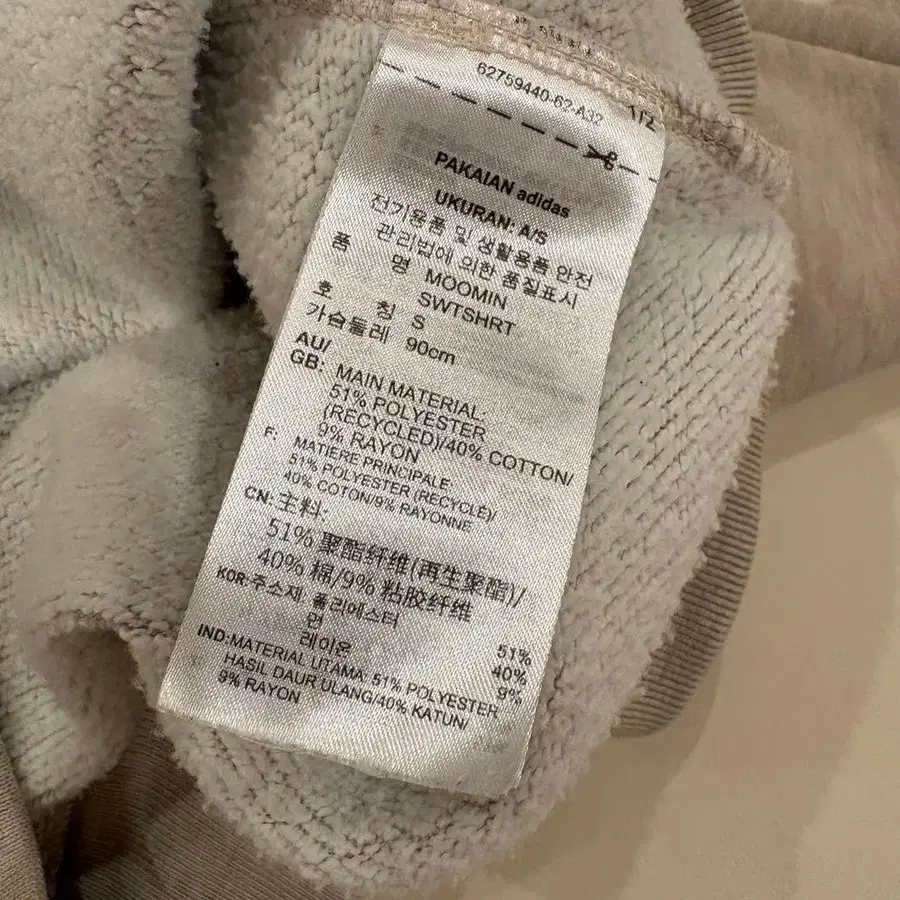 62759440-62-A32
1T2
PAKAIAN adidas
UKURAN: A/S
전기용품 및 생활용품 안전
관리법에 의한 품질표시
품 명 MOOMIN
SWTSHRT
호 칭 S
가슴둘레 90cm
AU/
GB: MAIN MATERIAL:
51% POLYESTER
(RECYCLED)/40% COTTON/
9% RAYON
F: MATIERE PRINCIPALE:
51% POLYESTER (RECYCLE)/
40% COTON/9% RAYONNE
CN: 主料:
51% 聚酯纤维(再生聚酯)/
40% 棉/9% 粘胶纤维
KOR: 주소재 폴리에스터 51%
면 40%
레이온 9%
IND: MATERIAL UTAMA: 51% POLYESTER
HASIL DAUR ULANG/40% KATUN/
9% RAYON